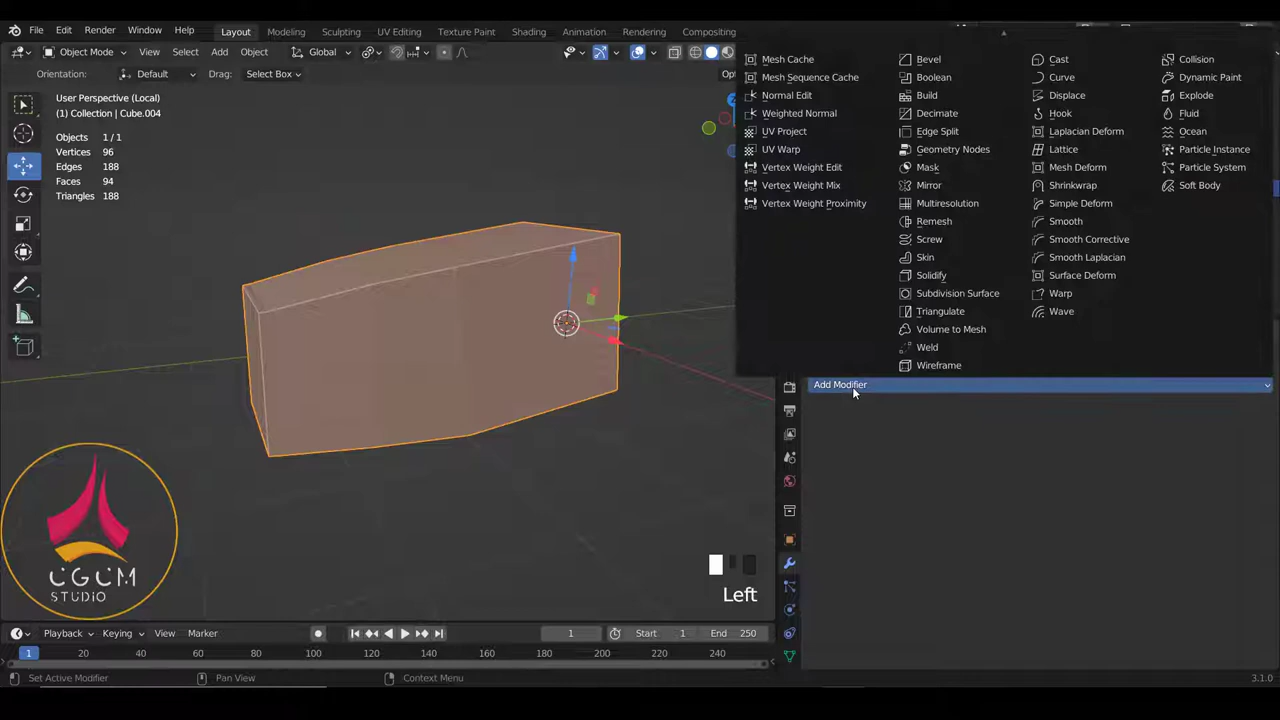 File Edit Render Window Help Layout Modeling Sculpting UV Editing Texture Paint Shading Animation Rendering Compositing
Object Mode View Select Add Object Global
Orientation: Default Drag: Select Box Opt
User Perspective (Local)
(1) Collection | Cube.004
Objects 1/1
Vertices 96
Edges 188
Faces 94
Triangles 188
Mesh Cache
Mesh Sequence Cache
Normal Edit
Weighted Normal
UV Project
UV Warp
Vertex Weight Edit
Vertex Weight Mix
Vertex Weight Proximity
Bevel
Boolean
Build
Decimate
Edge Split
Geometry Nodes
Mask
Mirror
Multiresolution
Remesh
Screw
Skin
Solidify
Subdivision Surface
Triangulate
Volume to Mesh
Weld
Wireframe
Cast
Curve
Displace
Hook
Laplacian Deform
Lattice
Mesh Deform
Shrinkwrap
Simple Deform
Smooth
Smooth Corrective
Smooth Laplacian
Surface Deform
Warp
Wave
Collision
Dynamic Paint
Explode
Fluid
Ocean
Particle Instance
Particle System
Soft Body
Add Modifier
CGCM
STUDIO
Left
Playback Keying View Marker 1 Start 1 End 250
1 20 40 60 80 100 120 140 160 180 200 220 240
Set Active Modifier Pan View Context Menu 3.1.0